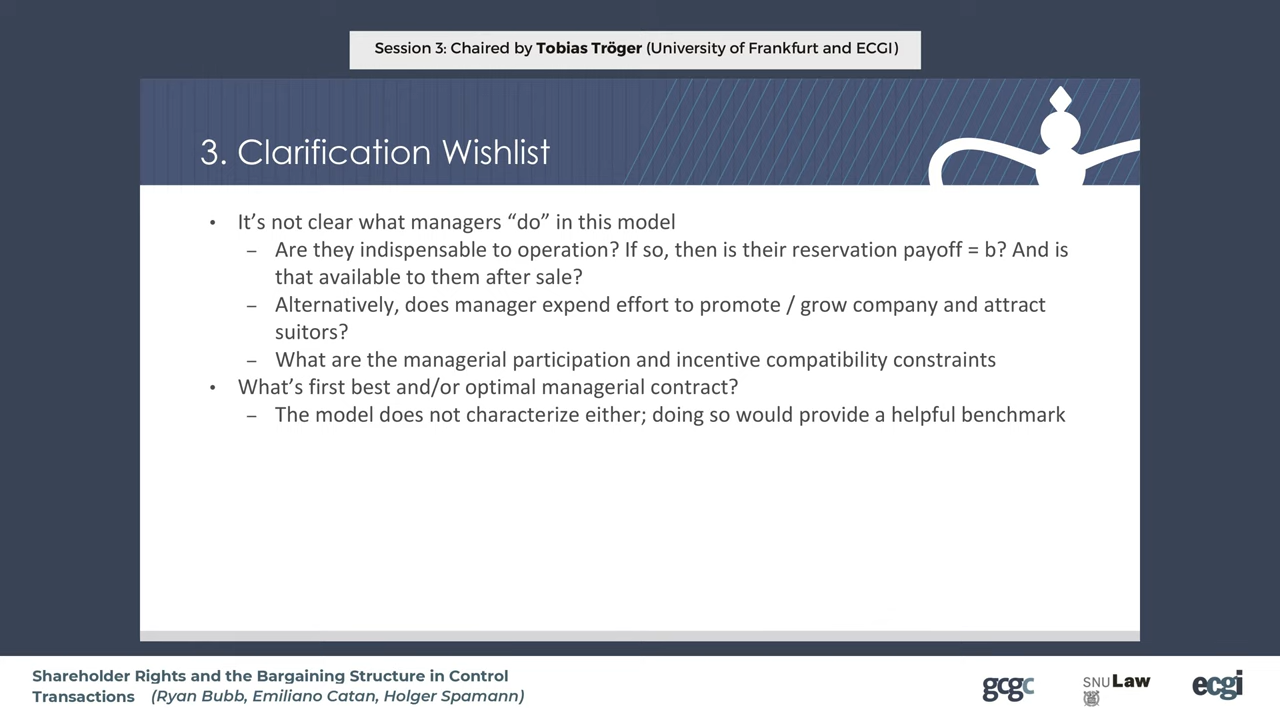 Session 3: Chaired by Tobias Tröger (University of Frankfurt and ECGI)
3. Clarification Wishlist
• It’s not clear what managers “do” in this model
– Are they indispensable to operation? If so, then is their reservation payoff = b? And is
that available to them after sale?
– Alternatively, does manager expend effort to promote / grow company and attract
suitors?
– What are the managerial participation and incentive compatibility constraints
• What’s first best and/or optimal managerial contract?
– The model does not characterize either; doing so would provide a helpful benchmark
Shareholder Rights and the Bargaining Structure in Control
Transactions (Ryan Bubb, Emiliano Catan, Holger Spamann)
gcgc
SNU Law
ecgi